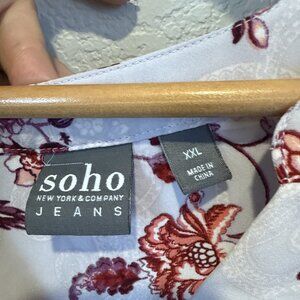 soho
NEW YORK & COMPANY
JEANS
XXL
MADE IN
CHINA